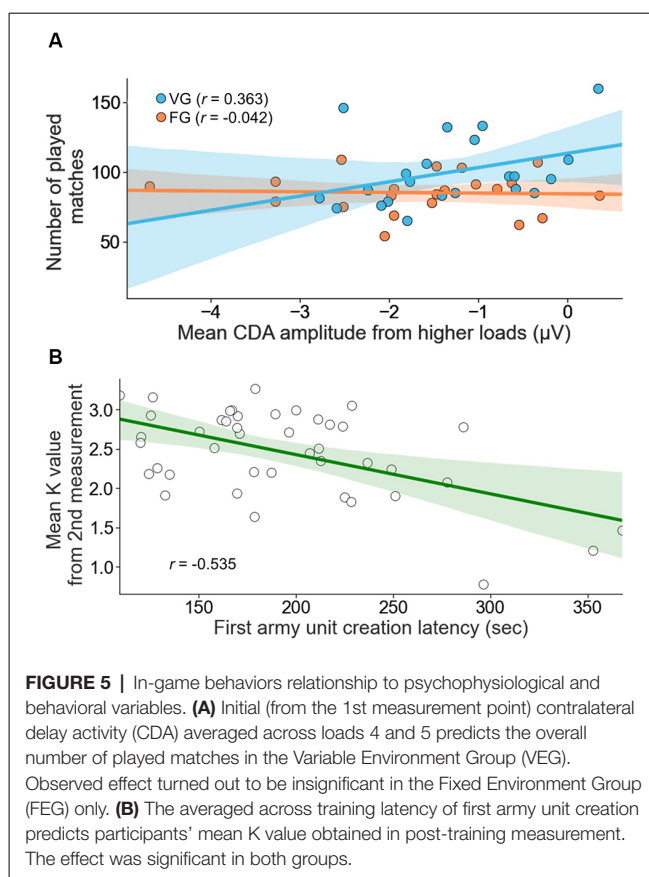 A
Number of played
matches
150
100
50
VG (r = 0.363)
FG (r = -0.042)
−4
−3
−2
−1
0
Mean CDA amplitude from higher loads (µV)
B
Mean K value
from 2nd measurement
3.0
2.5
2.0
1.5
1.0
r = -0.535
150
200
250
300
350
First army unit creation latency (sec)
FIGURE 5 | In-game behaviors relationship to psychophysiological and
behavioral variables. (A) Initial (from the 1st measurement point) contralateral
delay activity (CDA) averaged across loads 4 and 5 predicts the overall
number of played matches in the Variable Environment Group (VEG).
Observed effect turned out to be insignificant in the Fixed Environment Group
(FEG) only. (B) The averaged across training latency of first army unit creation
predicts participants' mean K value obtained in post-training measurement.
The effect was significant in both groups.